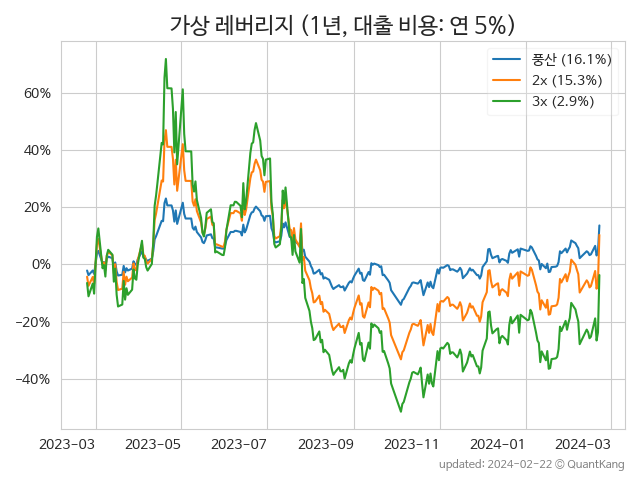 가상 레버리지 (1년, 대출 비용: 연 5%)
풍산 (16.1%)
2x (15.3%)
3x (2.9%)
60%
40%
20%
0%
−20%
−40%
2023-03 2023-05 2023-07 2023-09 2023-11 2024-01 2024-03
updated: 2024-02-22 © QuantKang